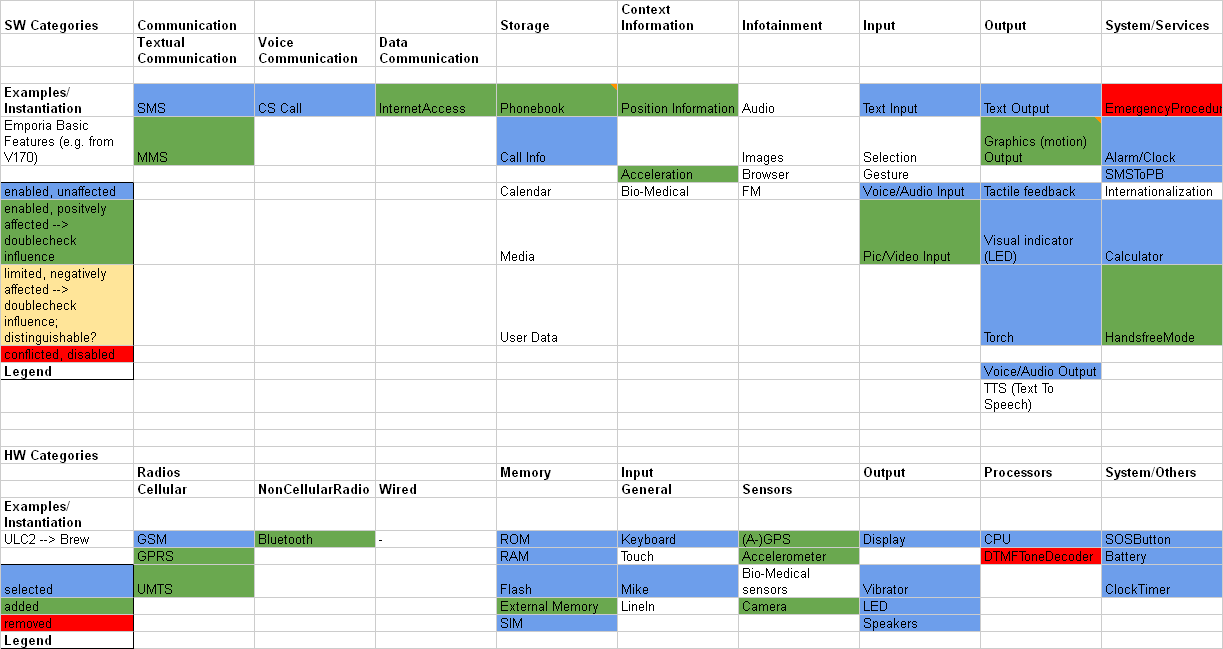 SW Categories Communication Storage Context Information Infotainment Input Output System/Services
Textual Communication Voice Communication Data Communication
Examples/ Instantiation SMS CS Call InternetAccess Phonebook Position Information Audio Text Input Text Output EmergencyProcedur
Emporia Basic Features (e.g. from V170) MMS Call Info Images Selection Graphics (motion) Output Alarm/Clock
Acceleration Browser Gesture SMSToPB
enabled, unaffected Calendar Bio-Medical FM Voice/Audio Input Tactile feedback Internationalization
enabled, positvely affected --> doublecheck influence Media Pic/Video Input Visual indicator (LED) Calculator
limited, negatively affected --> doublecheck influence; distinguishable? User Data Torch HandsfreeMode
conflicted, disabled
Legend Voice/Audio Output
TTS (Text To Speech)
HW Categories
Radios Memory Input Output Processors System/Others
Cellular NonCellularRadio Wired General Sensors
Examples/ Instantiation
ULC2 --> Brew GSM Bluetooth - ROM Keyboard (A-)GPS Display CPU SOSButton
GPRS RAM Touch Accelerometer DTMFToneDecoder Battery
selected UMTS Flash Mike Bio-Medical sensors Vibrator ClockTimer
added External Memory LineIn Camera LED
removed SIM Speakers
Legend